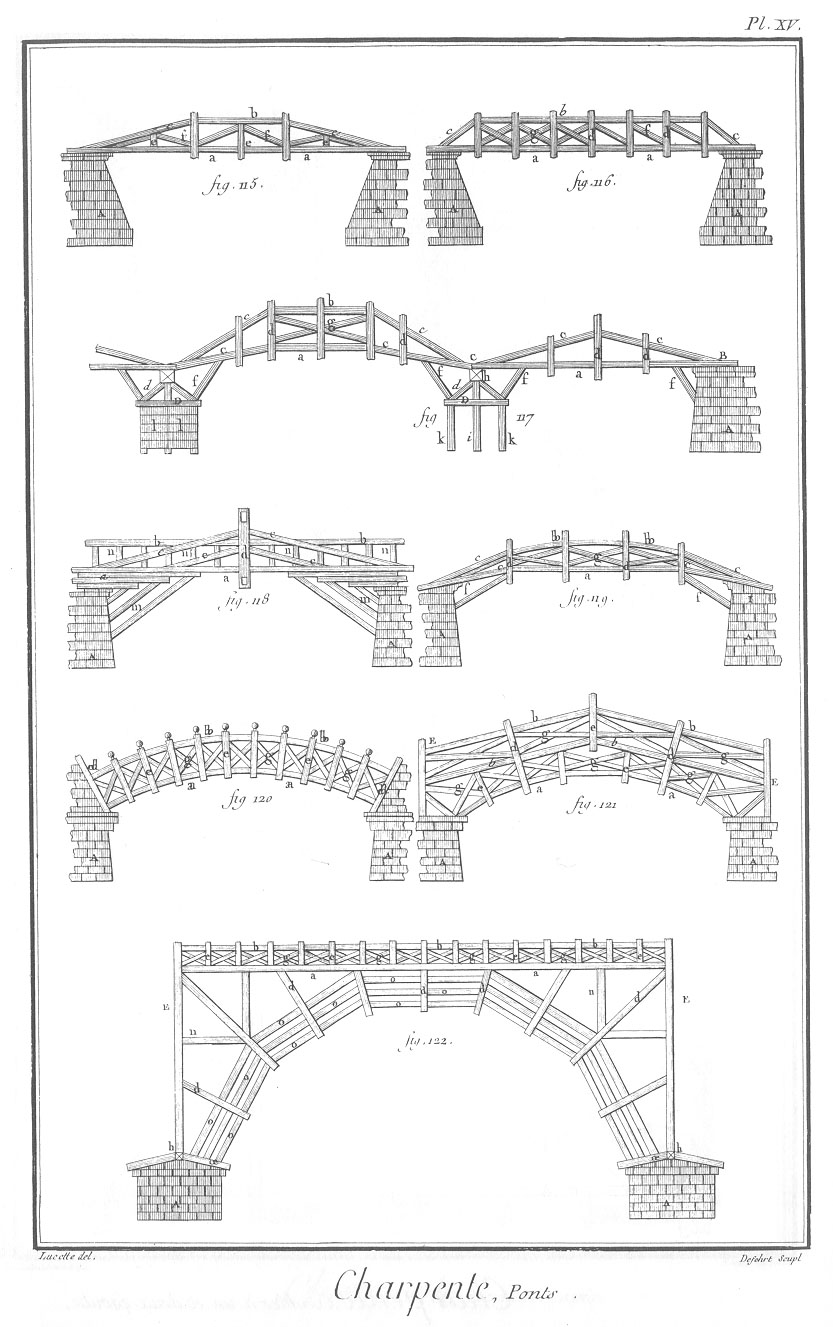 Pl. XV.
b
c f f c
e e e
a a
fig. 115.
A A
b
c g d f d c
a a
fig. 116.
A A
b
c c
d g d
c a c
d f f d h f
D D
l l
fig 117
k i k
c c
d d B
a f
A
b b
n c n e d c n n
a a
m m
fig. 118
A A
b b
c c g e c
f a f f
fig. 119.
A A
b b
d e g e g e g
a a
fig 120
A A
E b b
d g e g
b b
g e a g a g E
fig. 121.
A A
b b b
e g e g g e g e
a a
E d o d o d n d E
n o o o
o
fig. 122.
d o
o o
h h
A A
Lucotte del.
Defehrt Sculp
Charpente, Ponts.